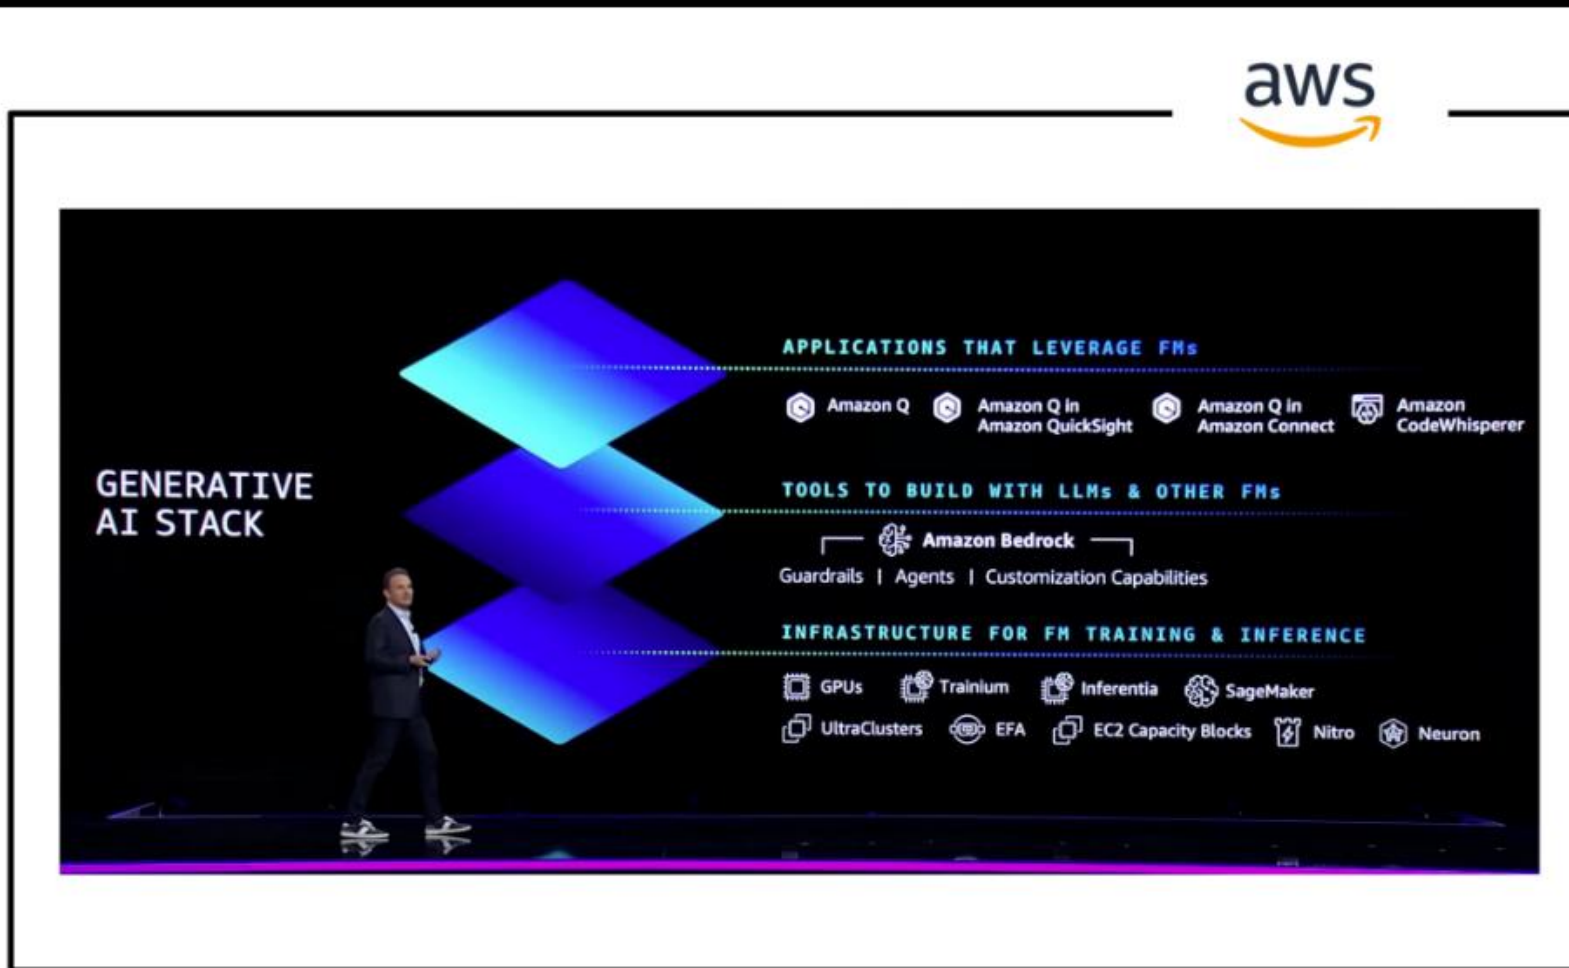 aws
GENERATIVE
AI STACK
APPLICATIONS THAT LEVERAGE FMs
Amazon Q
Amazon Q in
Amazon QuickSight
Amazon Q in
Amazon Connect
Amazon
CodeWhisperer
TOOLS TO BUILD WITH LLMs & OTHER FMs
Amazon Bedrock
Guardrails | Agents | Customization Capabilities
INFRASTRUCTURE FOR FM TRAINING & INFERENCE
GPUs Trainium Inferentia SageMaker
UltraClusters EFA EC2 Capacity Blocks Nitro Neuron